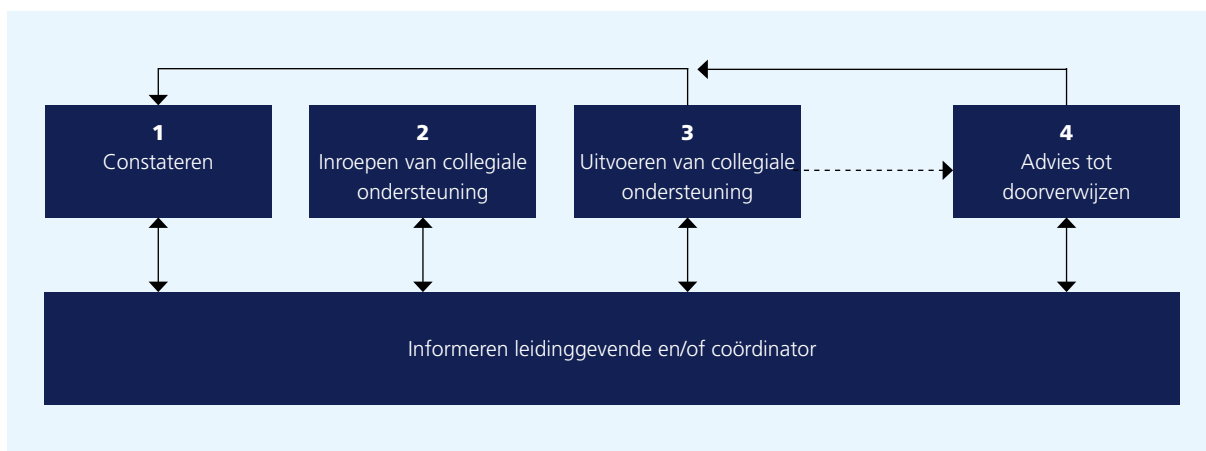 1
Constateren
2
Inroepen van collegiale
ondersteuning
3
Uitvoeren van collegiale
ondersteuning
4
Advies tot
doorverwijzen
Informeren leidinggevende en/of coördinator